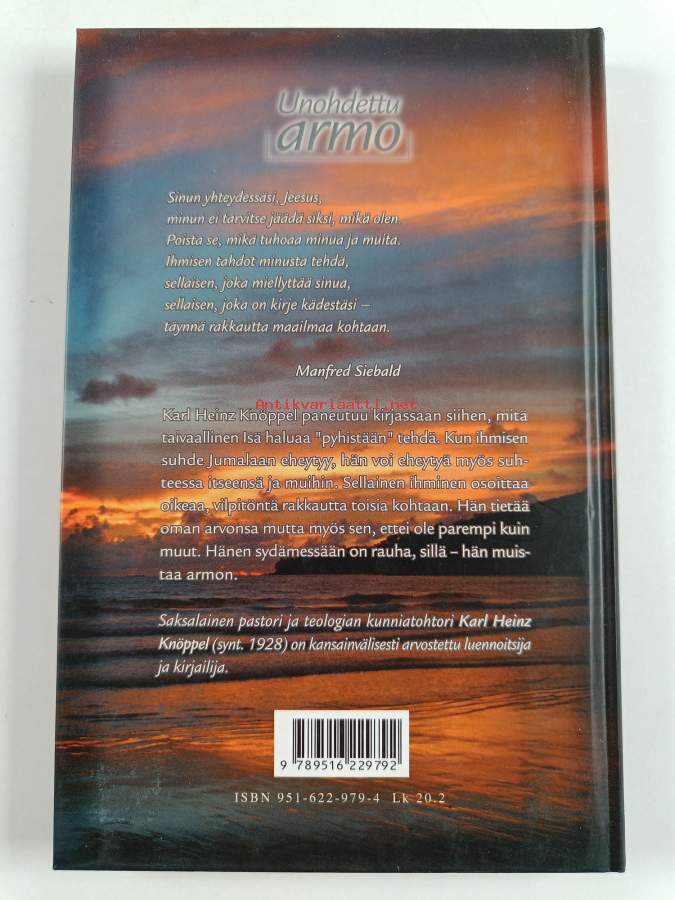 Unohdettu
armo
Sinun yhteydessäsi, Jeesus,
minun ei tarvitse jäädä siksi, mikä olen.
Poista se, mikä tuhoaa minua ja muita.
Ihmisen tahdot minusta tehdä,
sellaisen, joka miellyttää sinua,
sellaisen, joka on kirje kädestäsi –
täynnä rakkautta maailmaa kohtaan.
Manfred Siebald
Antikvariaatti.net
Karl Heinz Knöppel paneutuu kirjassaan siihen, mitä
taivaallinen Isä haluaa "pyhistään" tehdä. Kun ihmisen
suhde Jumalaan eheytyy, hän voi eheytyä myös suh-
teessa itseensä ja muihin. Sellainen ihminen osoittaa
oikeaa, vilpitöntä rakkautta toisia kohtaan. Hän tietää
oman arvonsa mutta myös sen, ettei ole parempi kuin
muut. Hänen sydämessään on rauha, sillä – hän muis-
taa armon.
Saksalainen pastori ja teologian kunniatohtori Karl Heinz
Knöppel (synt. 1928) on kansainvälisesti arvostettu luennoitsija
ja kirjailija.
9 789516 229792
ISBN 951-622-979-4 Lk 20.2